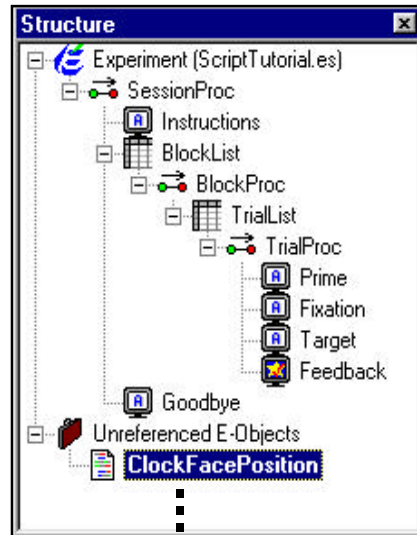 Structure
Experiment (ScriptTutorial.es)
SessionProc
Instructions
BlockList
BlockProc
TrialList
TrialProc
Prime
Fixation
Target
Feedback
Goodbye
Unreferenced E-Objects
ClockFacePosition